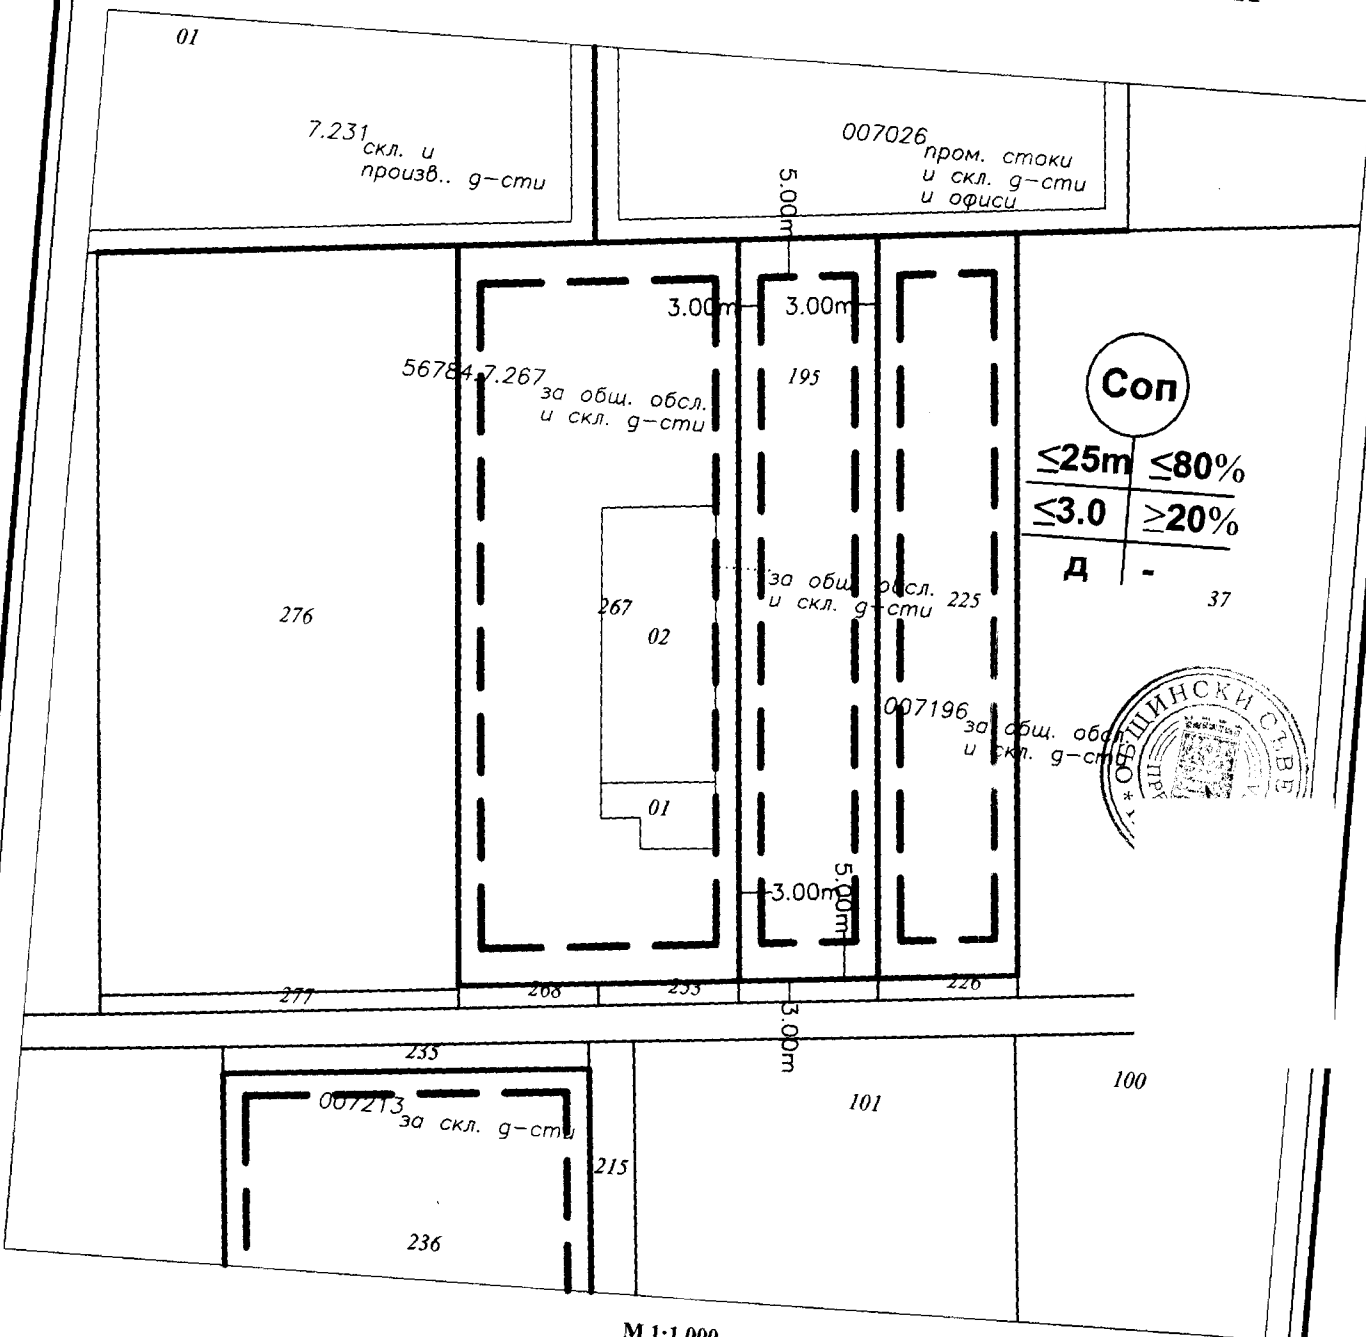 01
7.231
скл. и
произв.. д-сти
007026
пром. стоки
и скл. д-сти
и офиси
5.00m
3.00m
3.00m
56784.7.267
за общ. обсл.
и скл. д-сти
195
Соп
≤25m ≤80%
≤3.0 ≥20%
Д -
276
267
02
за общ. обсл.
и скл. д-сти
225
37
007196
за общ. обсл.
и скл. д-сти
* ОБЩИНСКИ СЪВЕ
01
3.00m
5.00m
277
268
253
226
3.00m
235
007213
за скл. д-сти
215
101
100
236
М 1:1 000